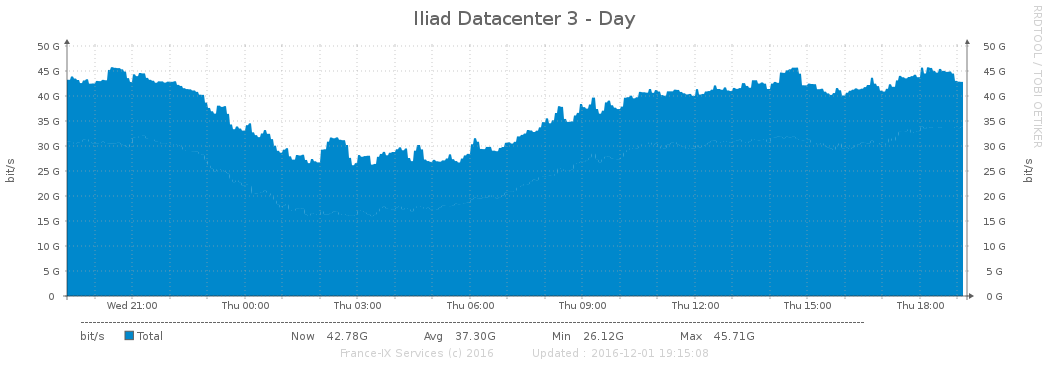 Iliad Datacenter 3 - Day
RRDTOOL / TOBI OETIKER
bit/s
50 G
45 G
40 G
35 G
30 G
25 G
20 G
15 G
10 G
5 G
0
50 G
45 G
40 G
35 G
30 G
25 G
20 G
15 G
10 G
5 G
0 G
bit/s
Wed 21:00 Thu 00:00 Thu 03:00 Thu 06:00 Thu 09:00 Thu 12:00 Thu 15:00 Thu 18:00
bit/s Total Now 42.78G Avg 37.30G Min 26.12G Max 45.71G
France-IX Services (c) 2016 Updated : 2016-12-01 19:15:08